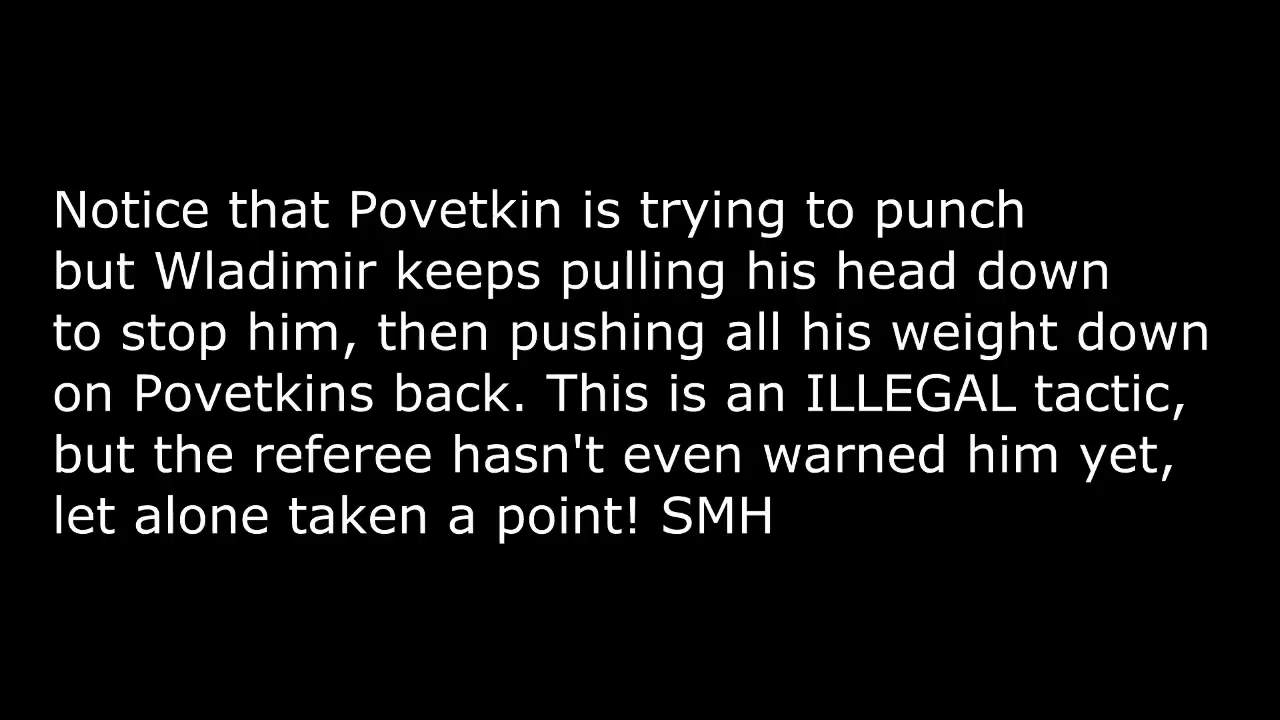 Notice that Povetkin is trying to punch
but Wladimir keeps pulling his head down
to stop him, then pushing all his weight down
on Povetkins back. This is an ILLEGAL tactic,
but the referee hasn't even warned him yet,
let alone taken a point! SMH